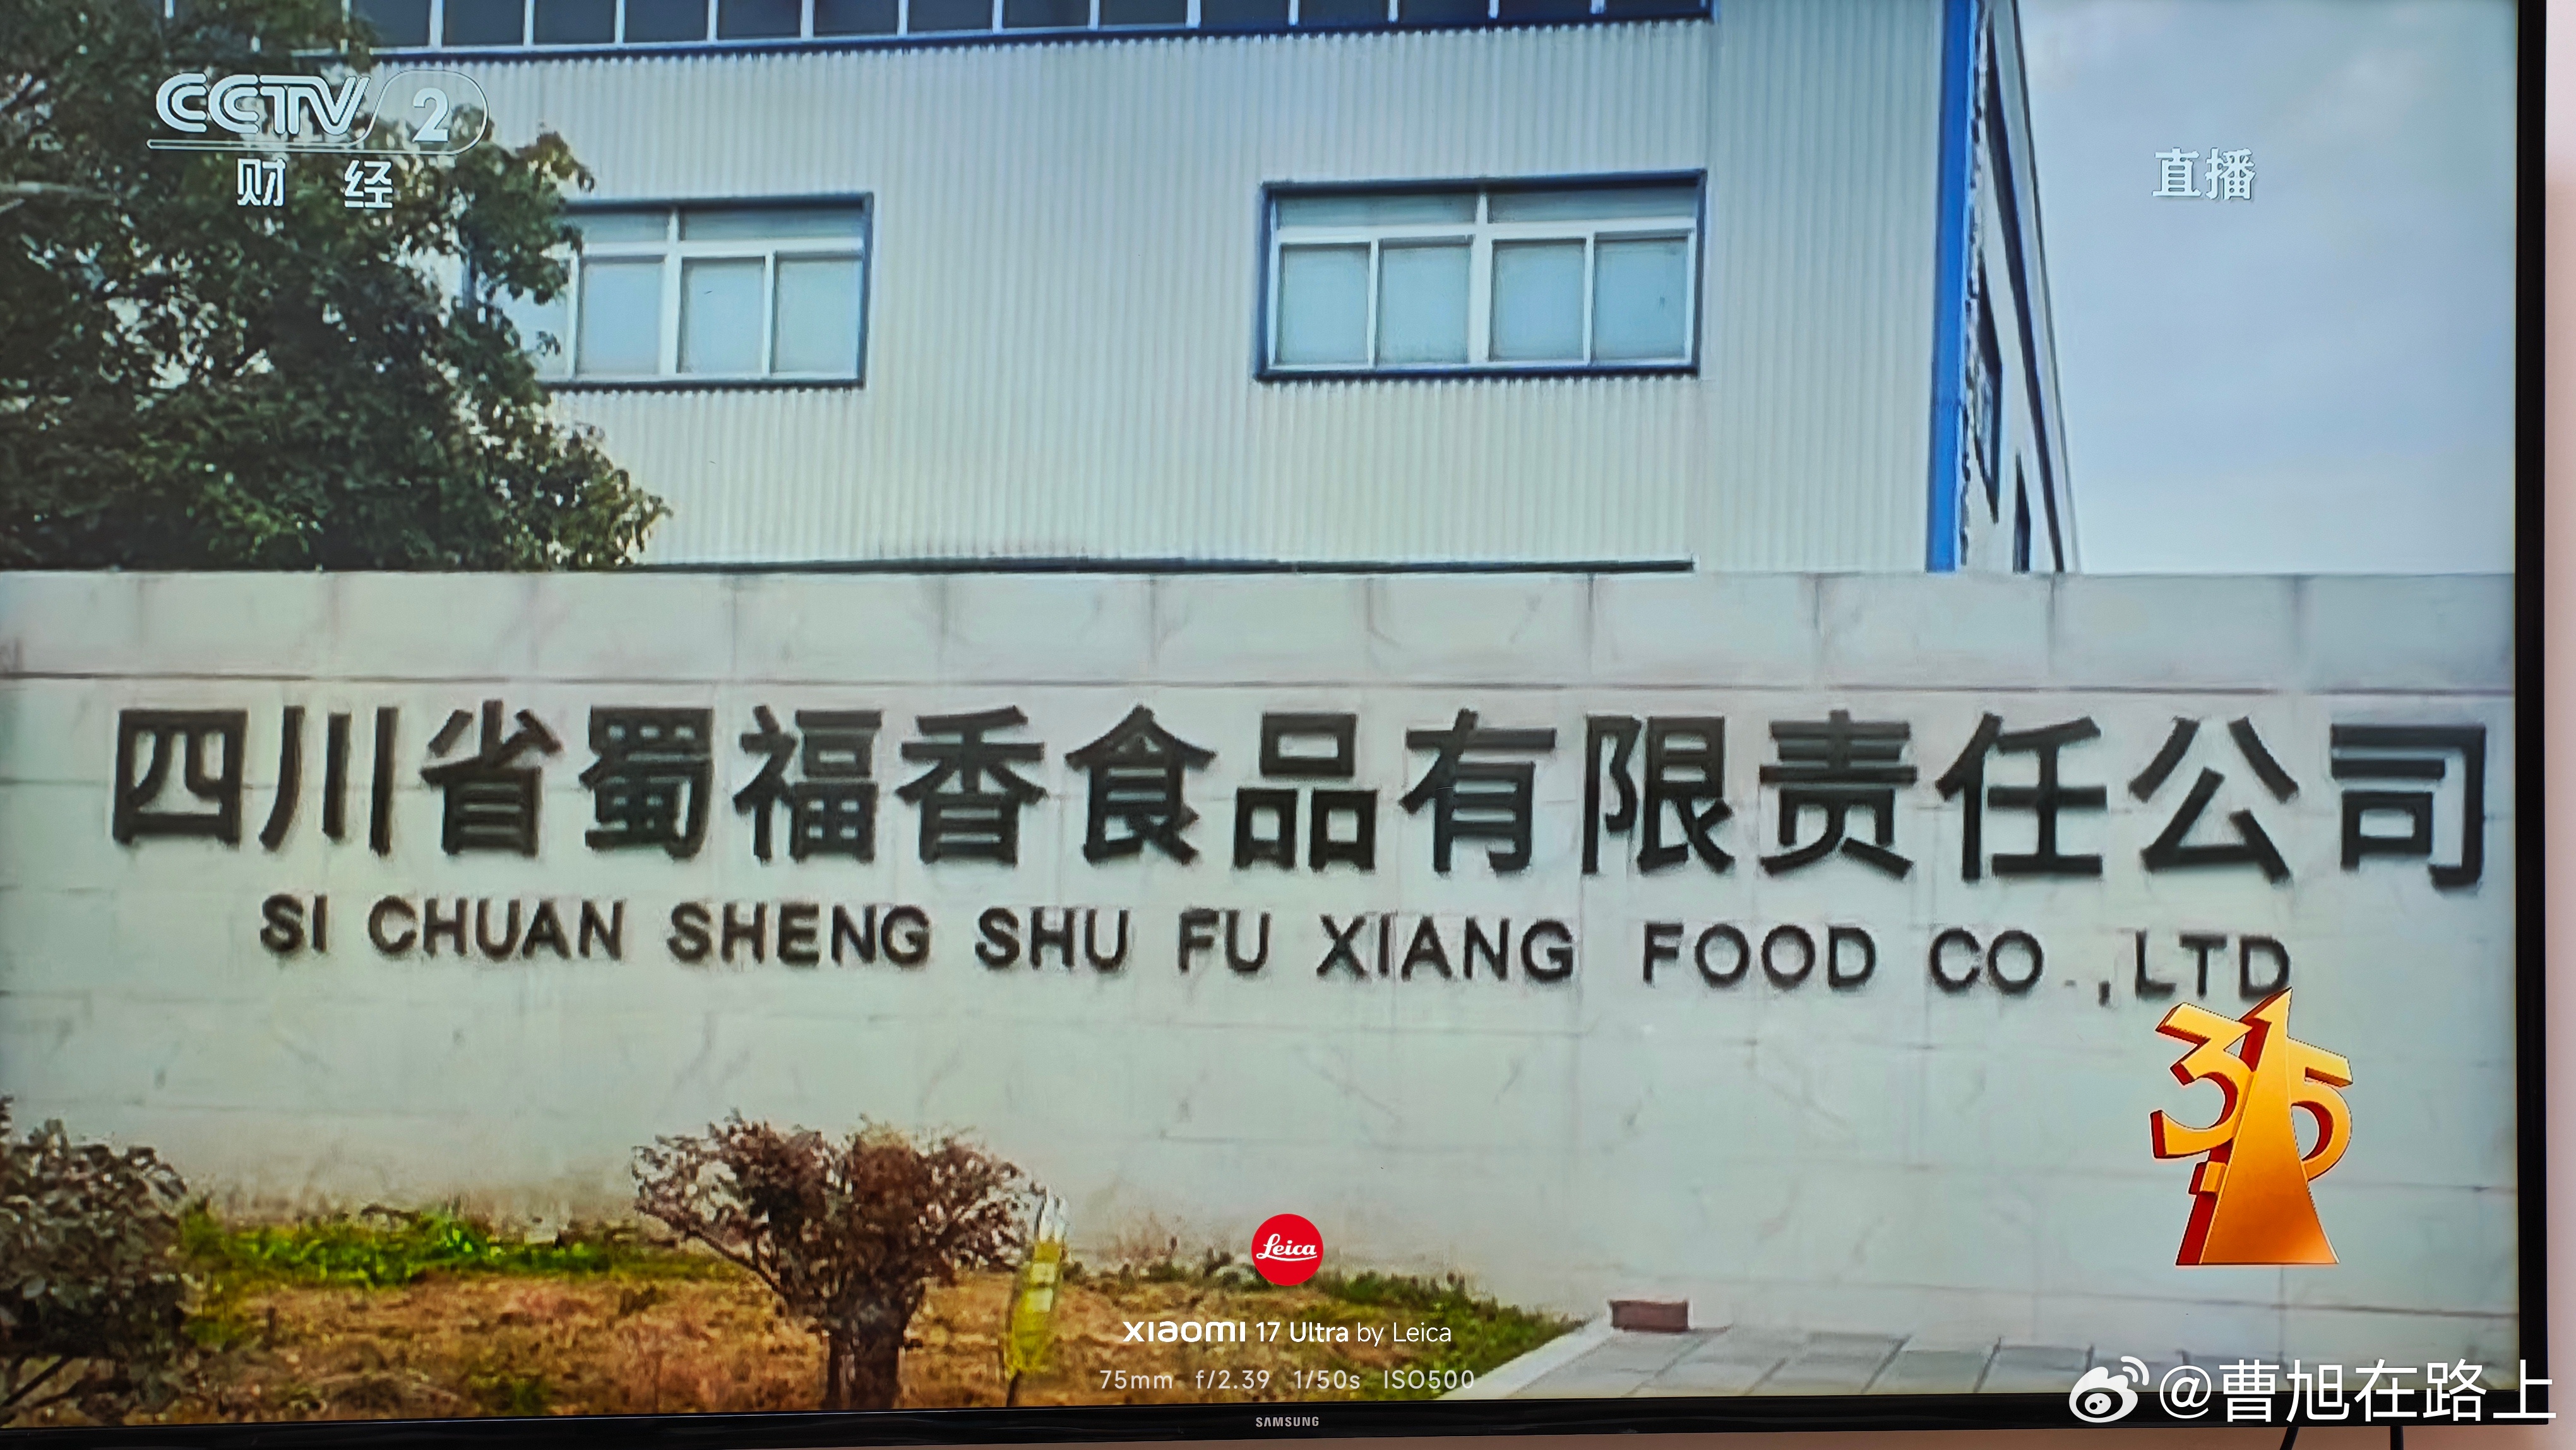 CCTV 2
财经
直播
四川省蜀福香食品有限责任公司
SI CHUAN SHENG SHU FU XIANG FOOD CO.,LTD
315
Leica
xiaomi 17 Ultra by Leica
75mm f/2.39 1/50s ISO500
SAMSUNG
@曹旭在路上